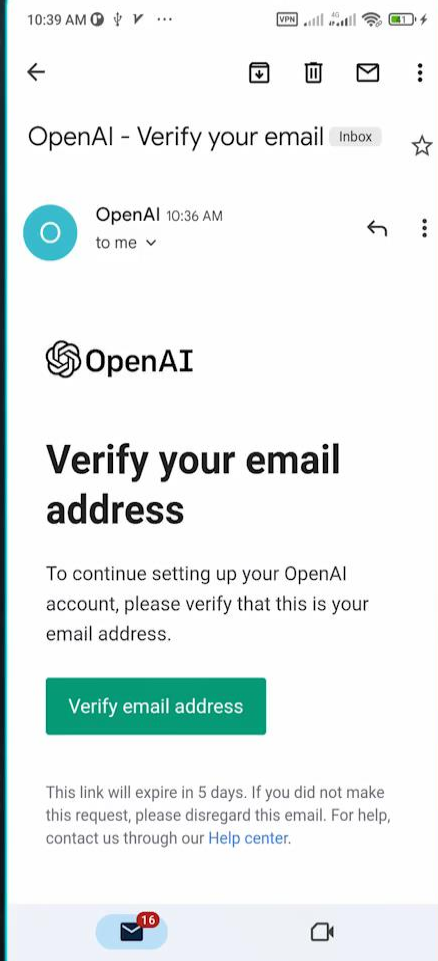 10:39 AM
VPN
4G
41
OpenAI - Verify your email Inbox
O
OpenAI 10:36 AM
to me
OpenAI
Verify your email
address
To continue setting up your OpenAI
account, please verify that this is your
email address.
Verify email address
This link will expire in 5 days. If you did not make
this request, please disregard this email. For help,
contact us through our Help center.
16